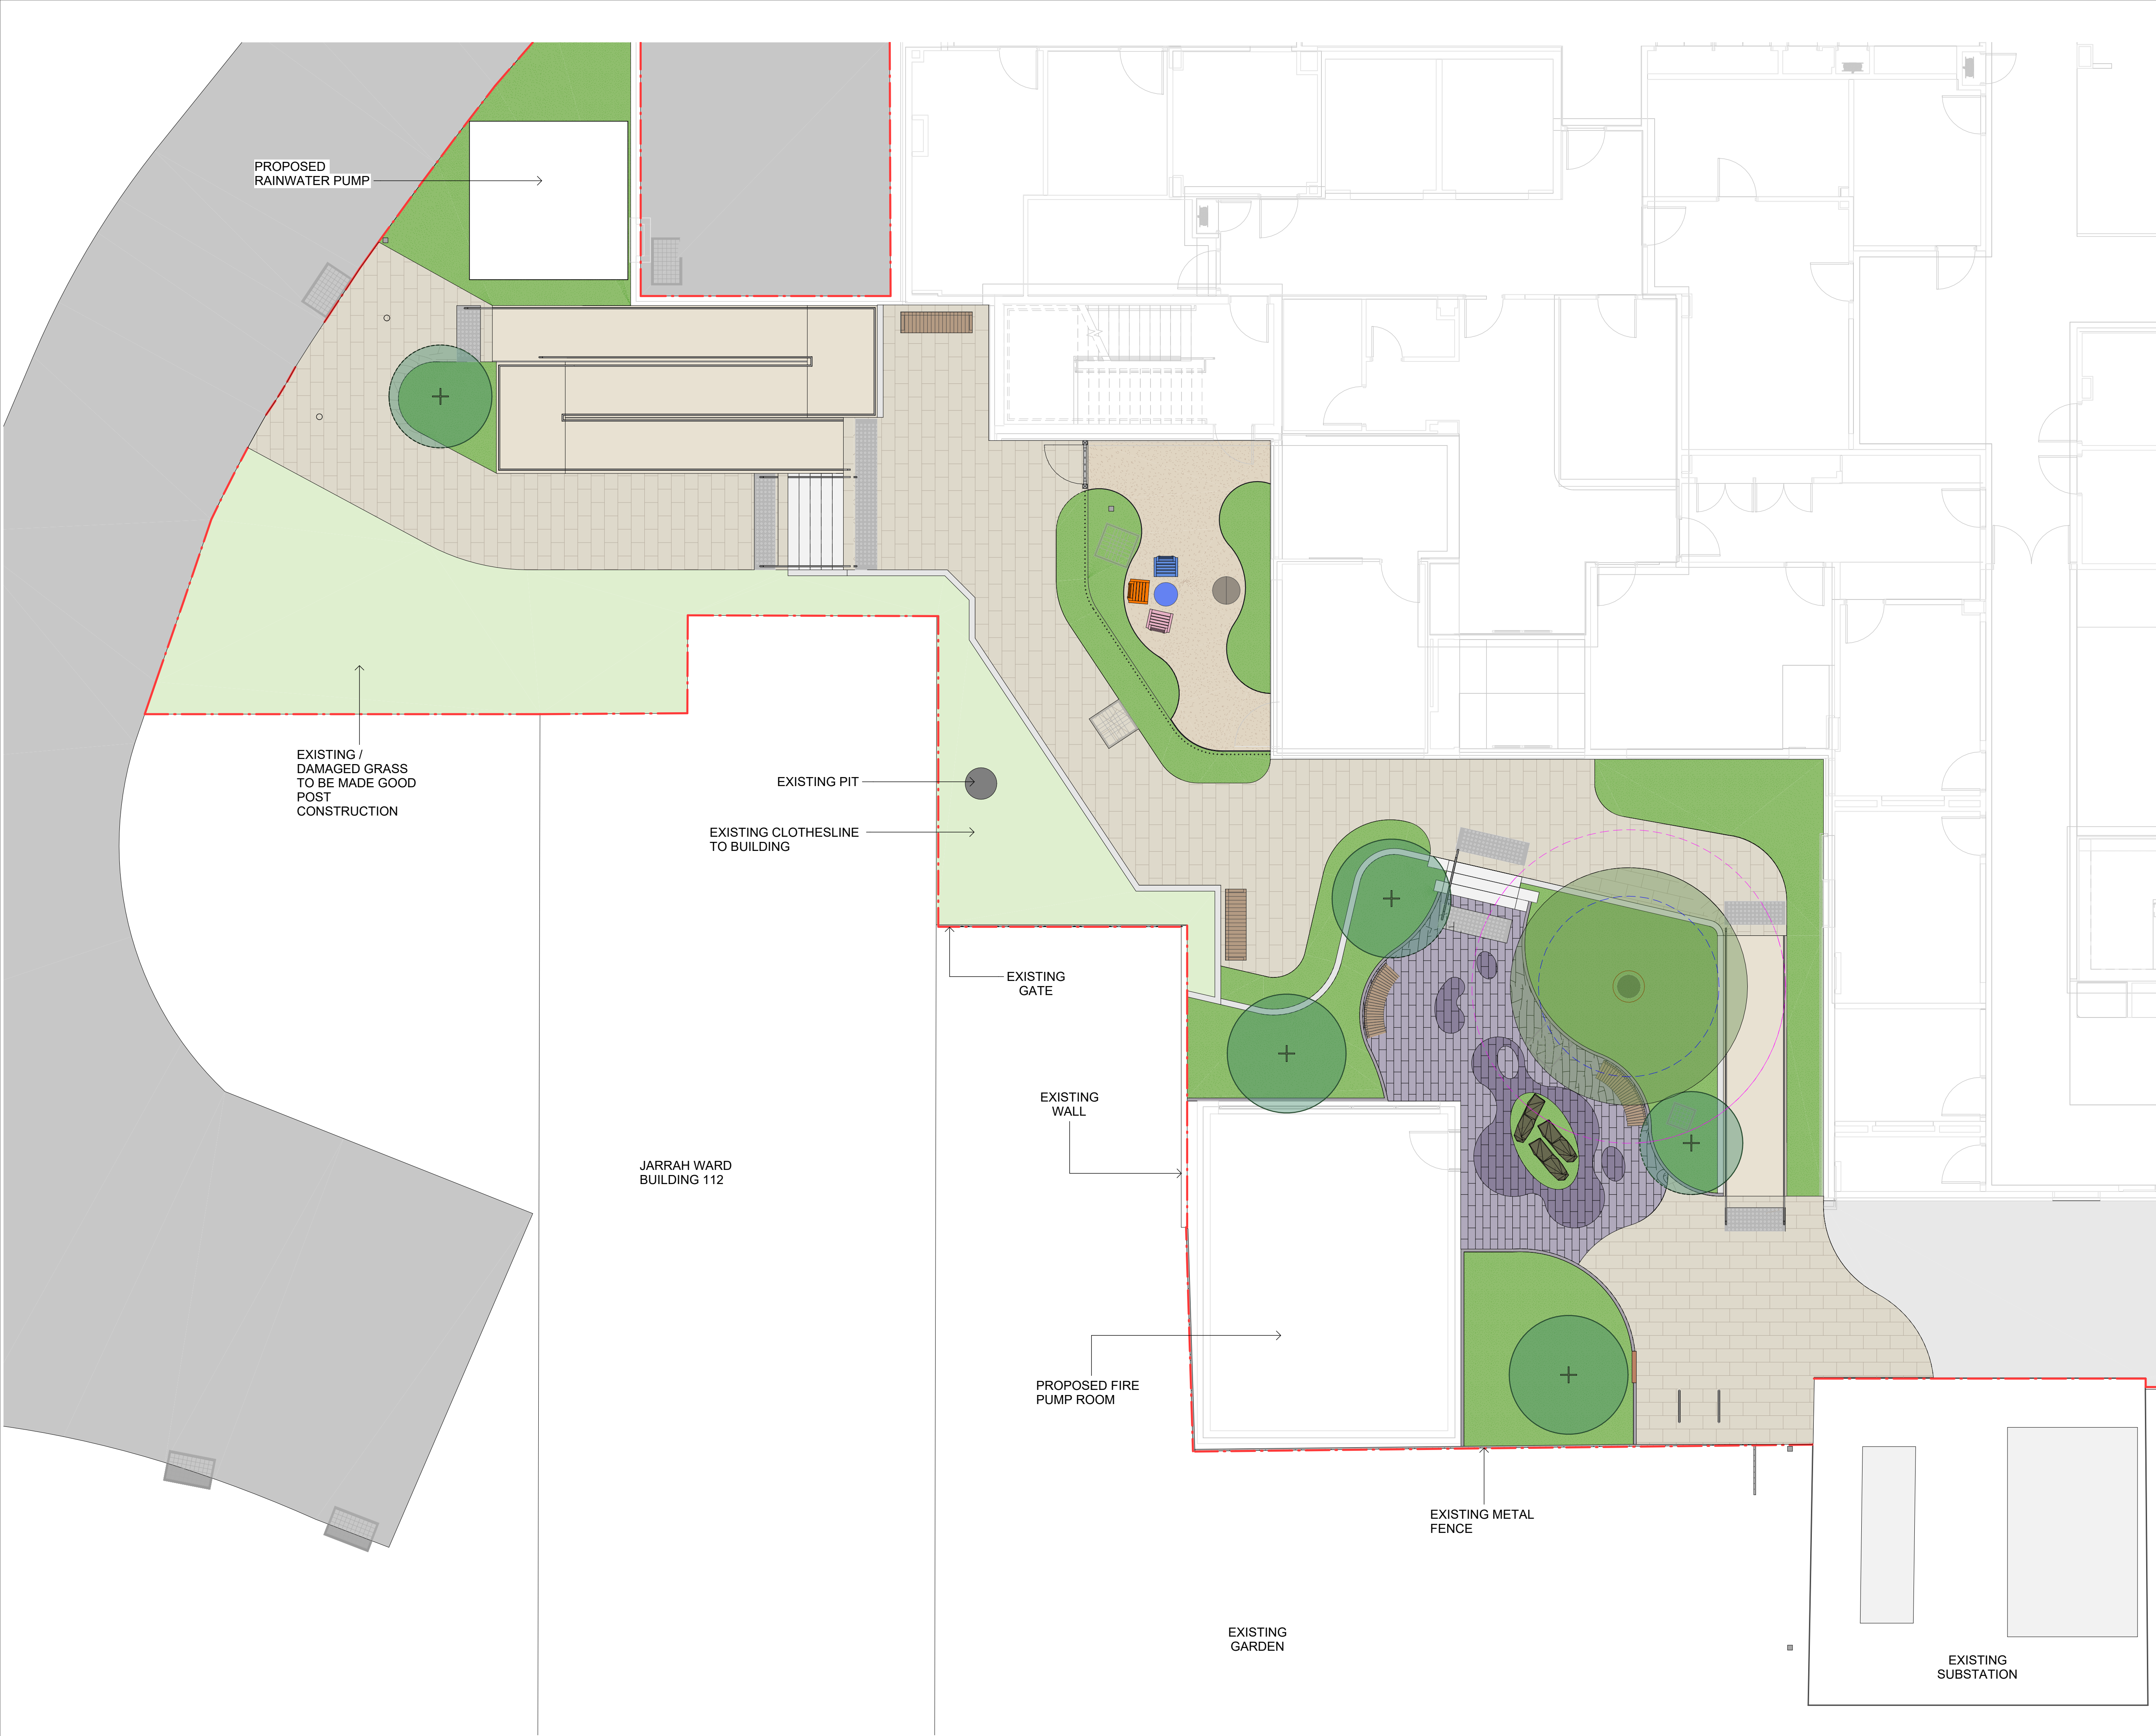 PROPOSED
RAINWATER PUMP
EXISTING /
DAMAGED GRASS
TO BE MADE GOOD
POST
CONSTRUCTION
EXISTING PIT
EXISTING CLOTHESLINE
TO BUILDING
EXISTING
GATE
EXISTING
WALL
JARRAH WARD
BUILDING 112
PROPOSED FIRE
PUMP ROOM
EXISTING METAL
FENCE
EXISTING
GARDEN
EXISTING
SUBSTATION